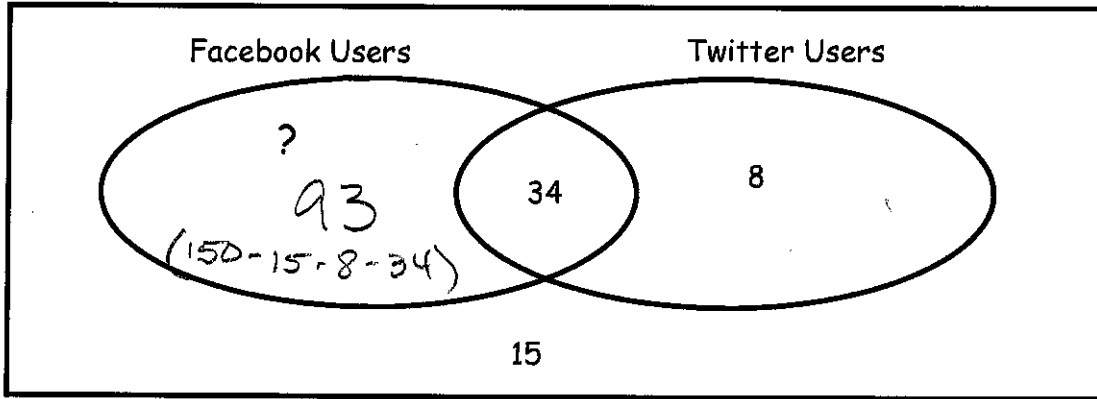 Facebook Users Twitter Users
?
93 34 8
(150-15-8-34)
15